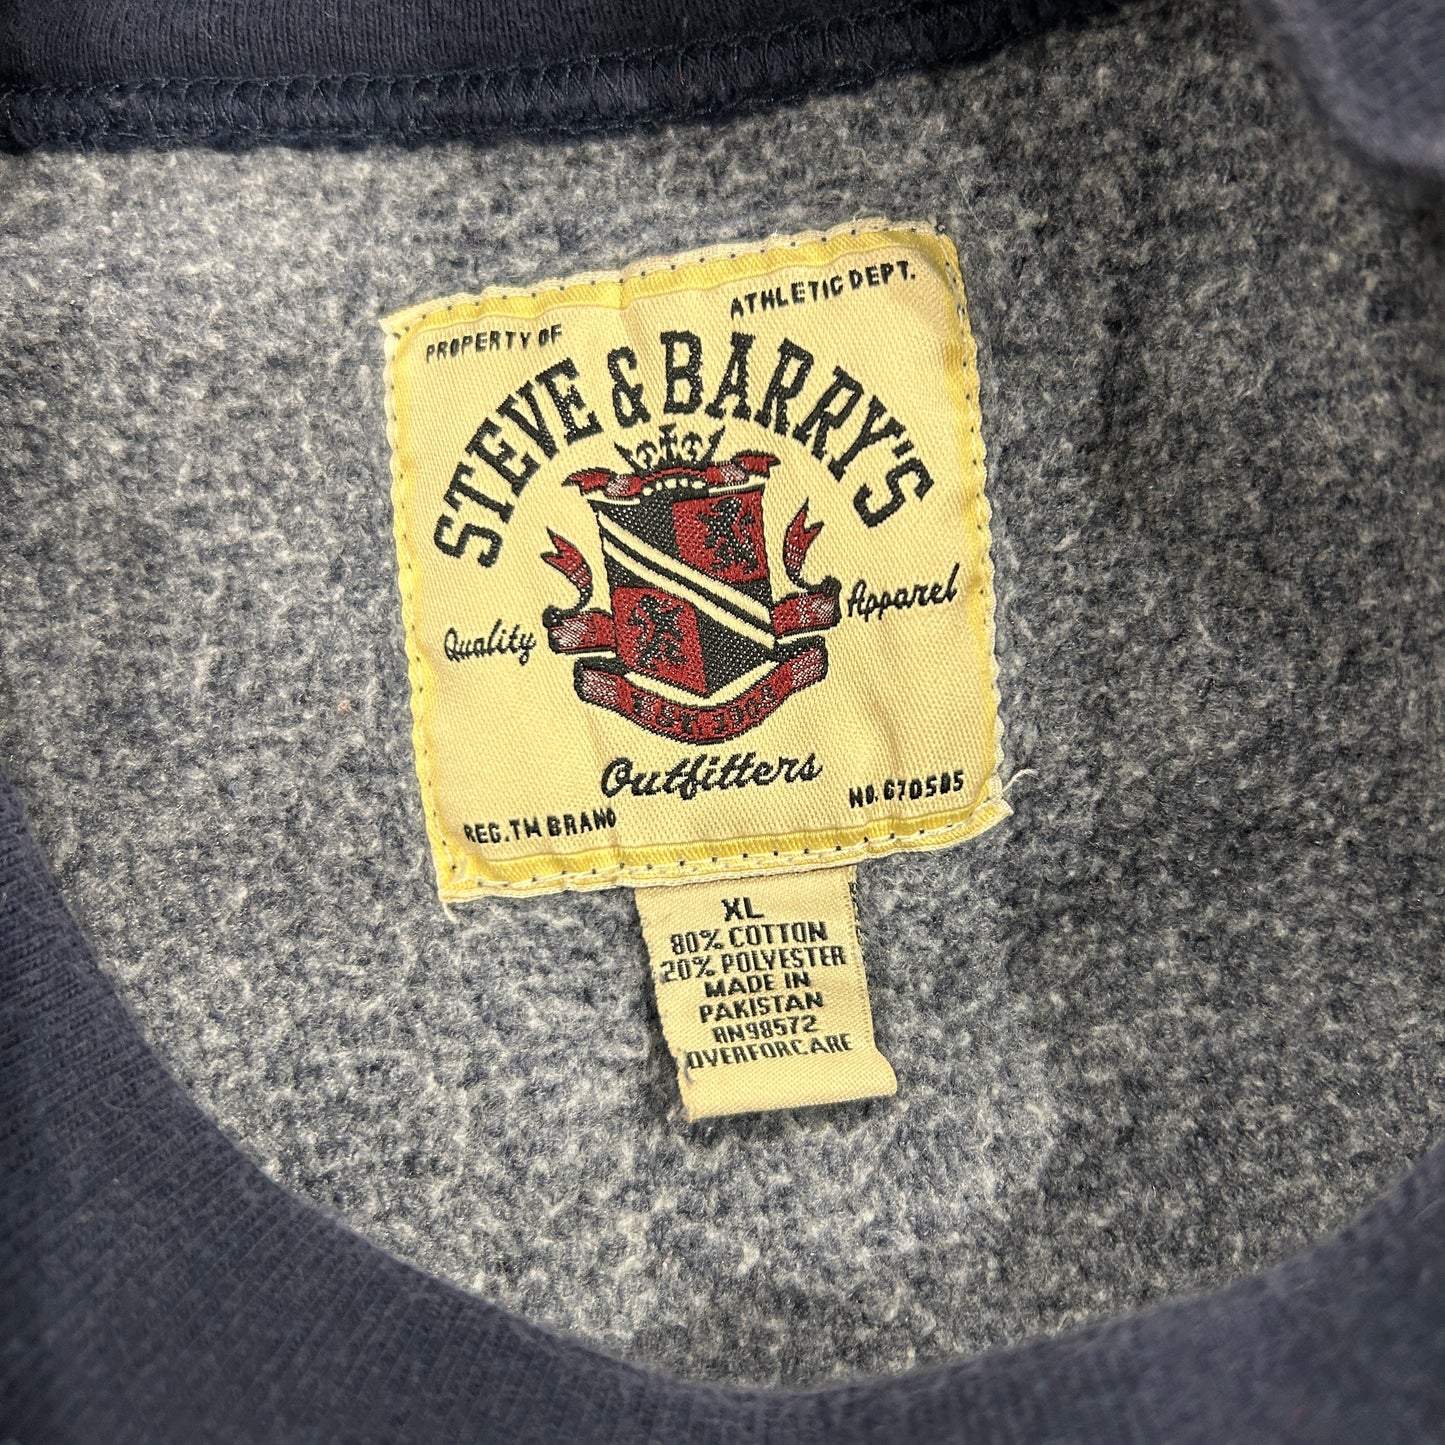 PROPERTY OF
ATHLETIC DEPT.
STEVE & BARRY'S
Quality
Apparel
Outfitters
REG. TM BRAND
NO. 670505
XL
80% COTTON
20% POLYESTER
MADE IN
PAKISTAN
RN98572
OVERFORCARE